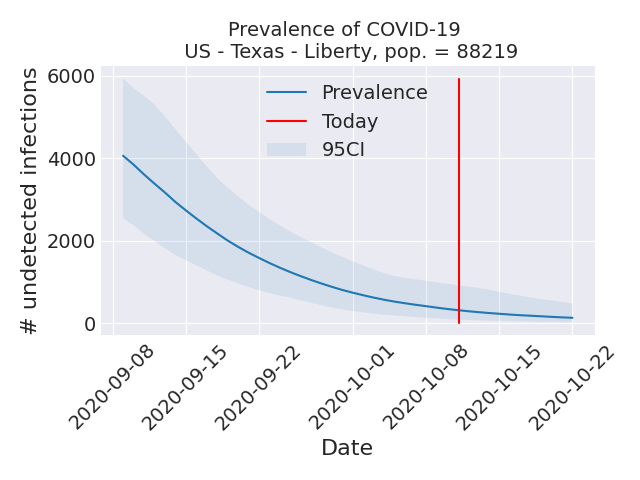 Prevalence of COVID-19
US - Texas - Liberty, pop. = 88219
# undetected infections
6000
4000
2000
0
Prevalence
Today
95CI
2020-09-08
2020-09-15
2020-09-22
2020-10-01
2020-10-08
2020-10-15
2020-10-22
Date